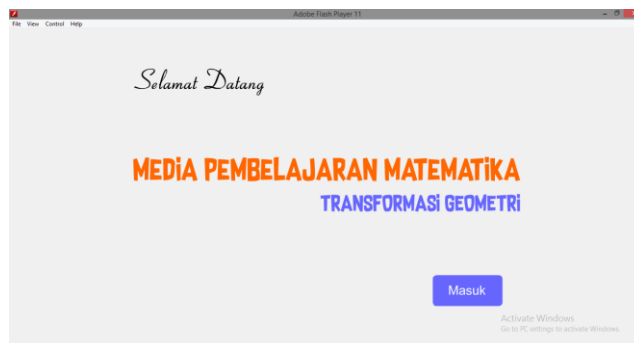 Adobe Flash Player 11
File View Control Help
Selamat Datang
MEDiA PEMBELAJARAN MATEMATiKA
TRANSFORMASi GEOMETRi
Masuk
Activate Windows
Go to PC settings to activate Windows.